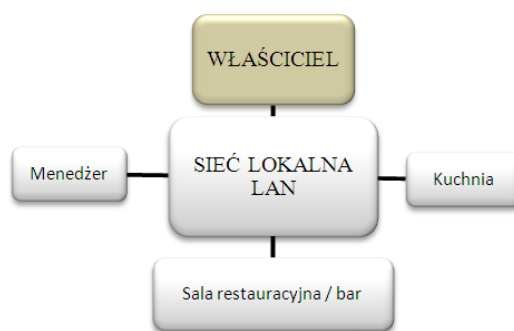 WŁAŚCICIEL
Menedżer
SIEĆ LOKALNA
LAN
Kuchnia
Sala restauracyjna / bar